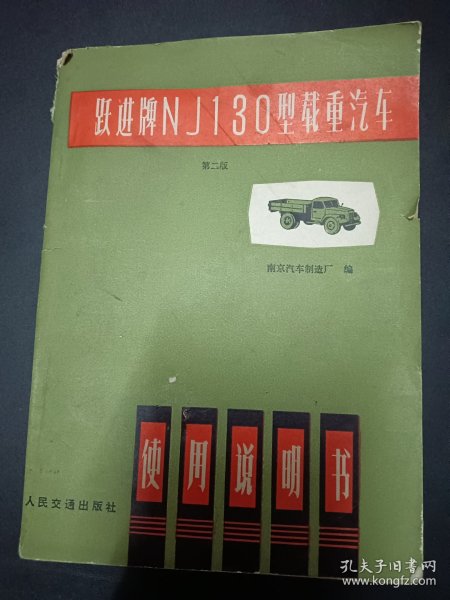 跃进牌NJ130型载重汽车
第二版
南京汽车制造厂 编
使用说明书
人民交通出版社
孔夫子旧书网
www.kongfz.com